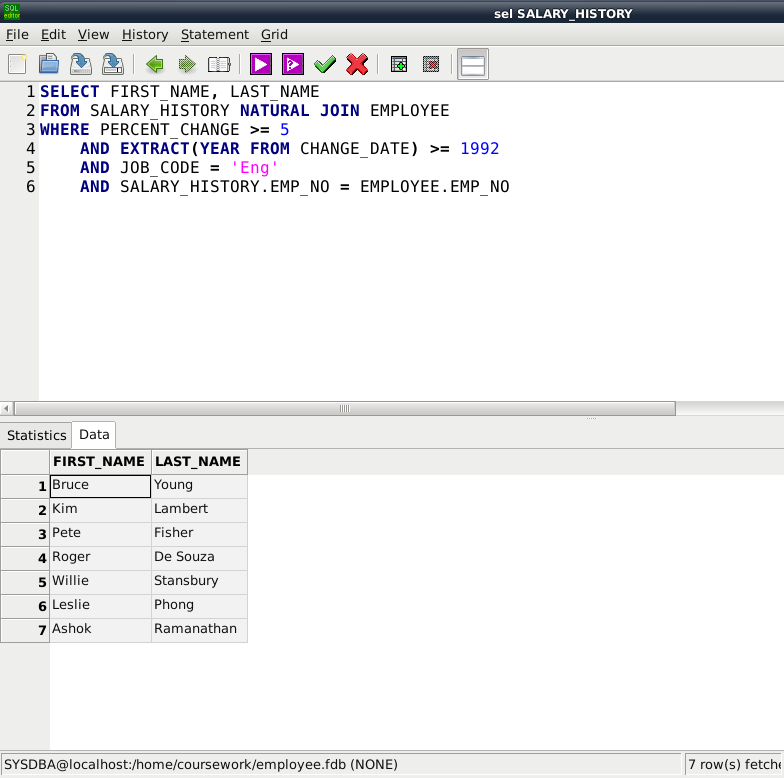 SQL
editor
sel SALARY_HISTORY
File Edit View History Statement Grid
1 SELECT FIRST_NAME, LAST_NAME
2 FROM SALARY_HISTORY NATURAL JOIN EMPLOYEE
3 WHERE PERCENT_CHANGE >= 5
4     AND EXTRACT(YEAR FROM CHANGE_DATE) >= 1992
5     AND JOB_CODE = 'Eng'
6     AND SALARY_HISTORY.EMP_NO = EMPLOYEE.EMP_NO
Statistics Data
FIRST_NAME LAST_NAME
1 Bruce Young
2 Kim Lambert
3 Pete Fisher
4 Roger De Souza
5 Willie Stansbury
6 Leslie Phong
7 Ashok Ramanathan
SYSDBA@localhost:/home/coursework/employee.fdb (NONE) 7 row(s) fetch